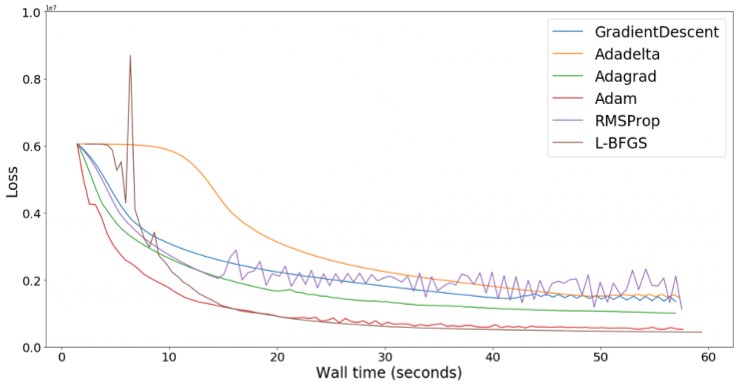 1e7
1.0
0.8
0.6
0.4
0.2
0.0
Loss
0
10
20
30
40
50
60
Wall time (seconds)
GradientDescent
Adadelta
Adagrad
Adam
RMSProp
L-BFGS